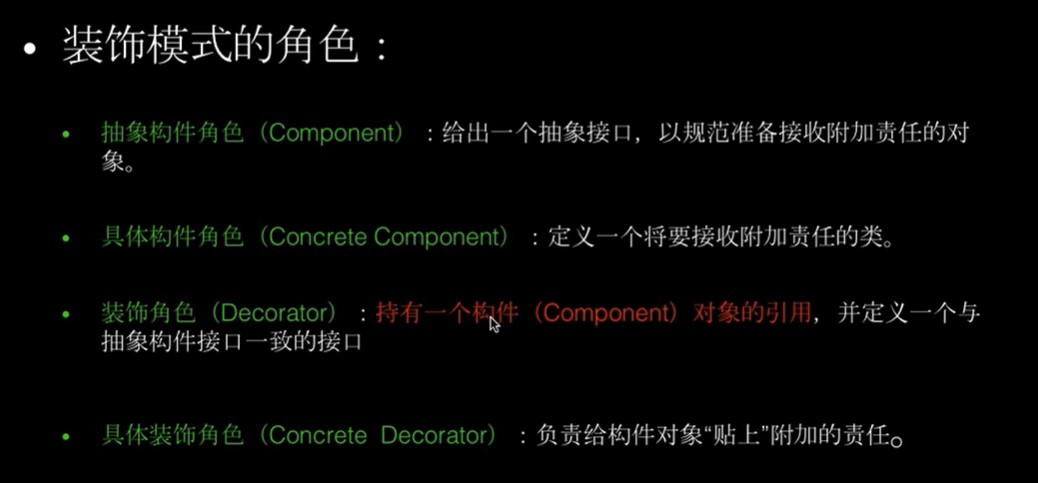 装饰模式的角色：
抽象构件角色（Component）：给出一个抽象接口，以规范准备接收附加责任的对
象。
具体构件角色（Concrete Component）：定义一个将要接收附加责任的类。
装饰角色（Decorator）：持有一个构件（Component）对象的引用，并定义一个与
抽象构件接口一致的接口
具体装饰角色（Concrete Decorator）：负责给构件对象“贴上”附加的责任。